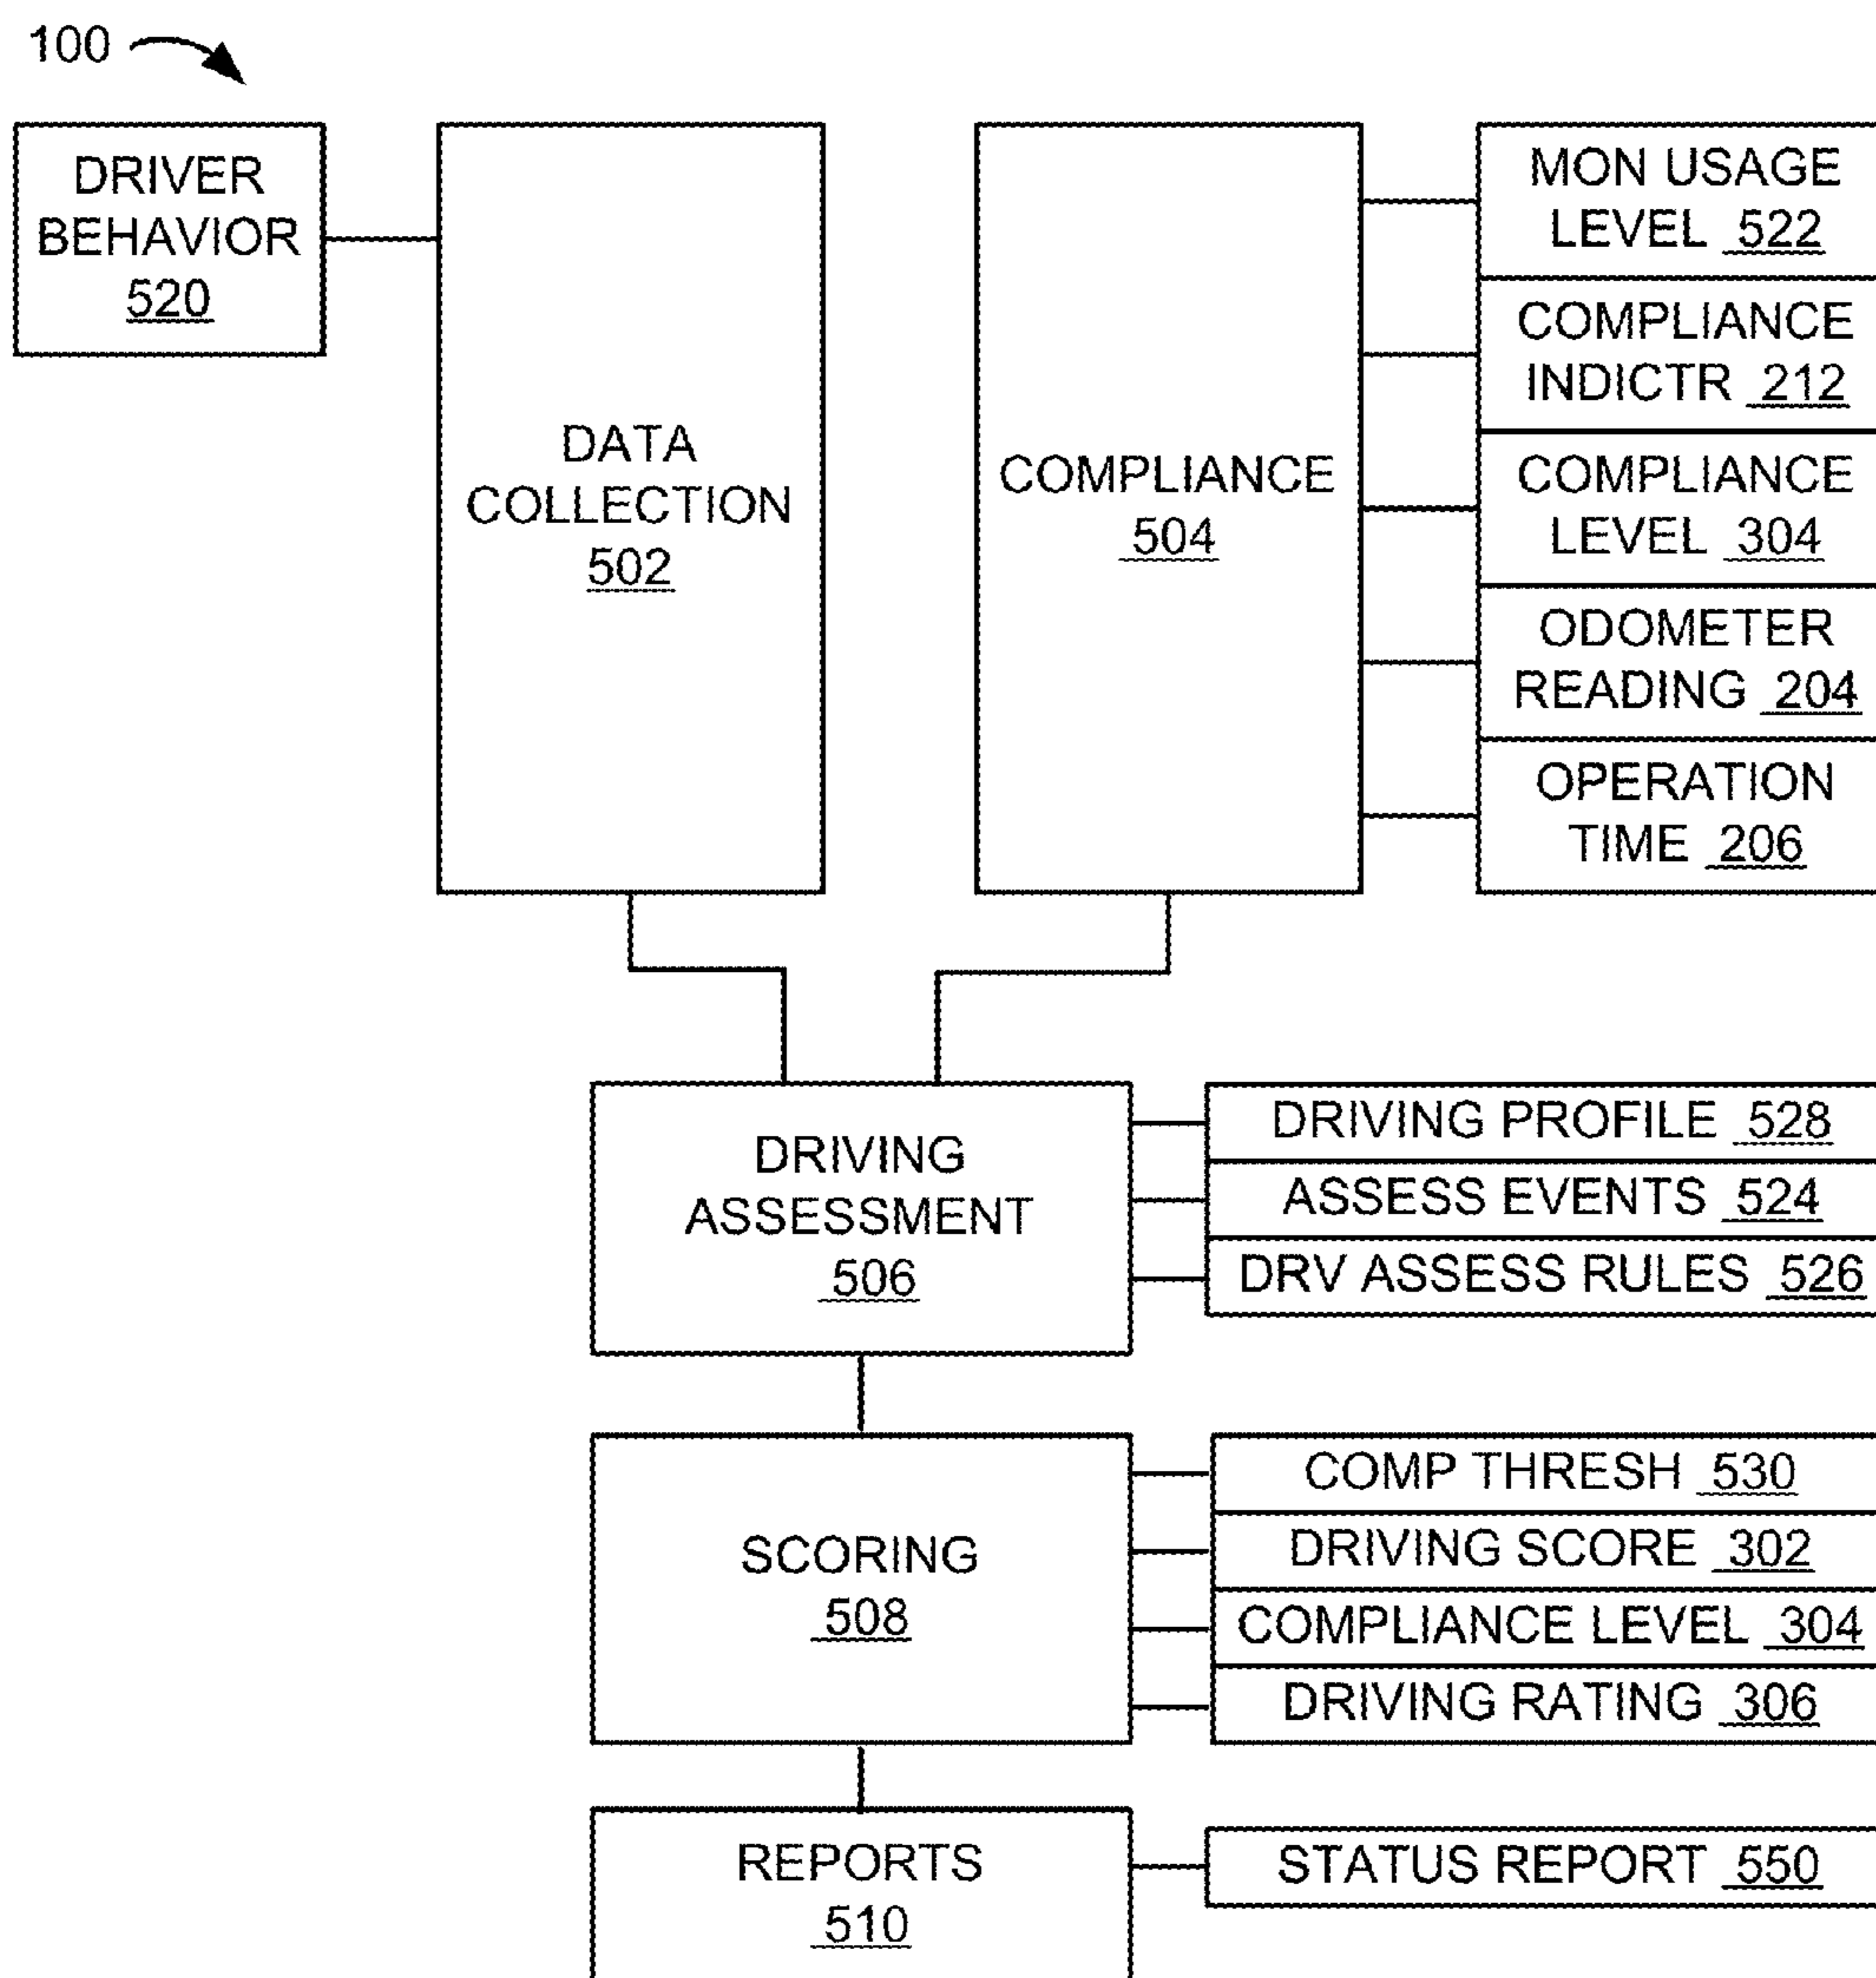 100
DRIVER
BEHAVIOR
520
DATA
COLLECTION
502
COMPLIANCE
504
MON USAGE
LEVEL 522
COMPLIANCE
INDICTR 212
COMPLIANCE
LEVEL 304
ODOMETER
READING 204
OPERATION
TIME 206
DRIVING
ASSESSMENT
506
DRIVING PROFILE 528
ASSESS EVENTS 524
DRV ASSESS RULES 526
SCORING
508
COMP THRESH 530
DRIVING SCORE 302
COMPLIANCE LEVEL 304
DRIVING RATING 306
REPORTS
510
STATUS REPORT 550